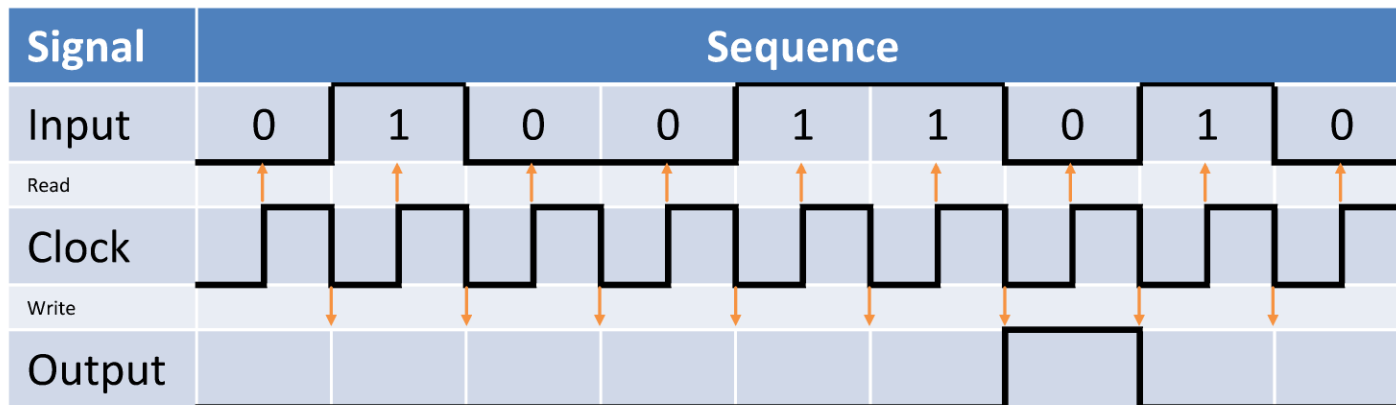 Signal Sequence
Input 0 1 0 0 1 1 0 1 0
Read
Clock
Write
Output